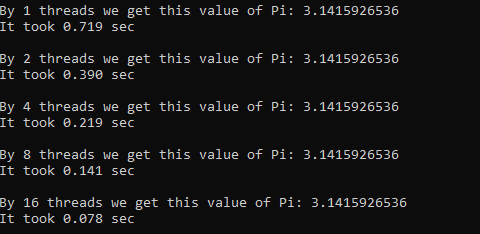 By 1 threads we get this value of Pi: 3.1415926536
It took 0.719 sec
By 2 threads we get this value of Pi: 3.1415926536
It took 0.390 sec
By 4 threads we get this value of Pi: 3.1415926536
It took 0.219 sec
By 8 threads we get this value of Pi: 3.1415926536
It took 0.141 sec
By 16 threads we get this value of Pi: 3.1415926536
It took 0.078 sec